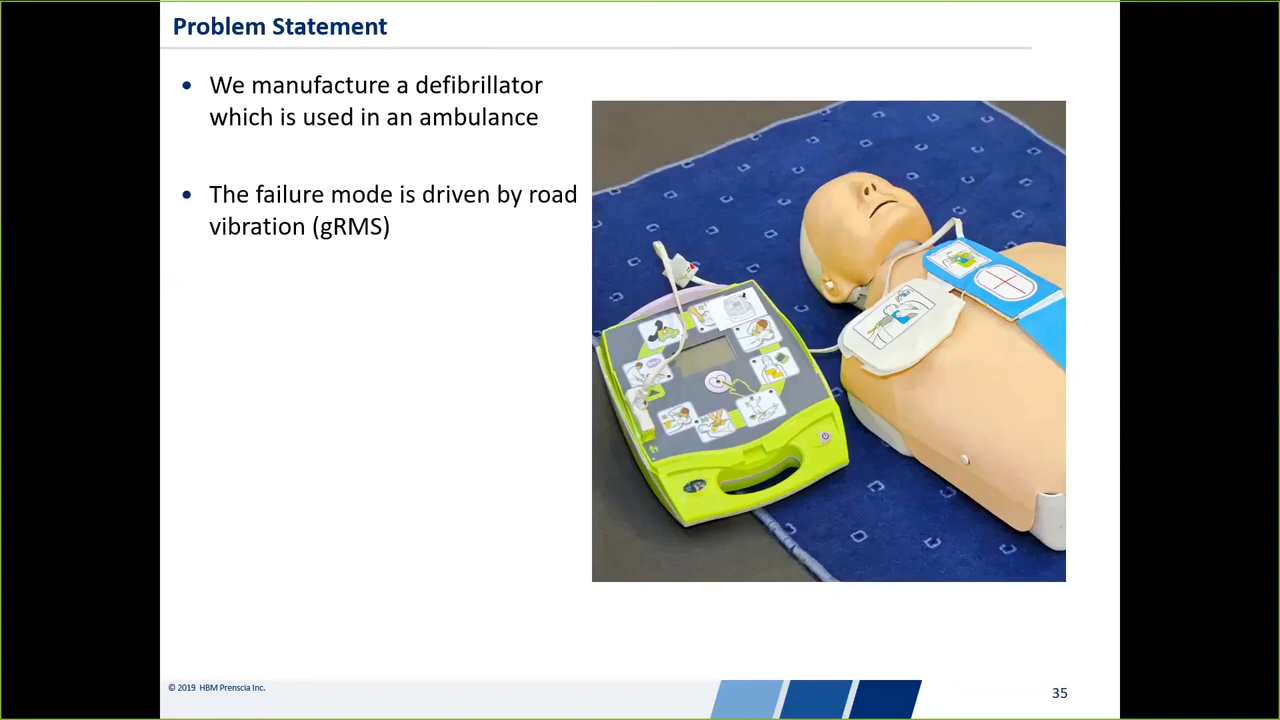 Problem Statement
• We manufacture a defibrillator
which is used in an ambulance
• The failure mode is driven by road
vibration (gRMS)
© 2019 HBM Prenscia Inc.
35